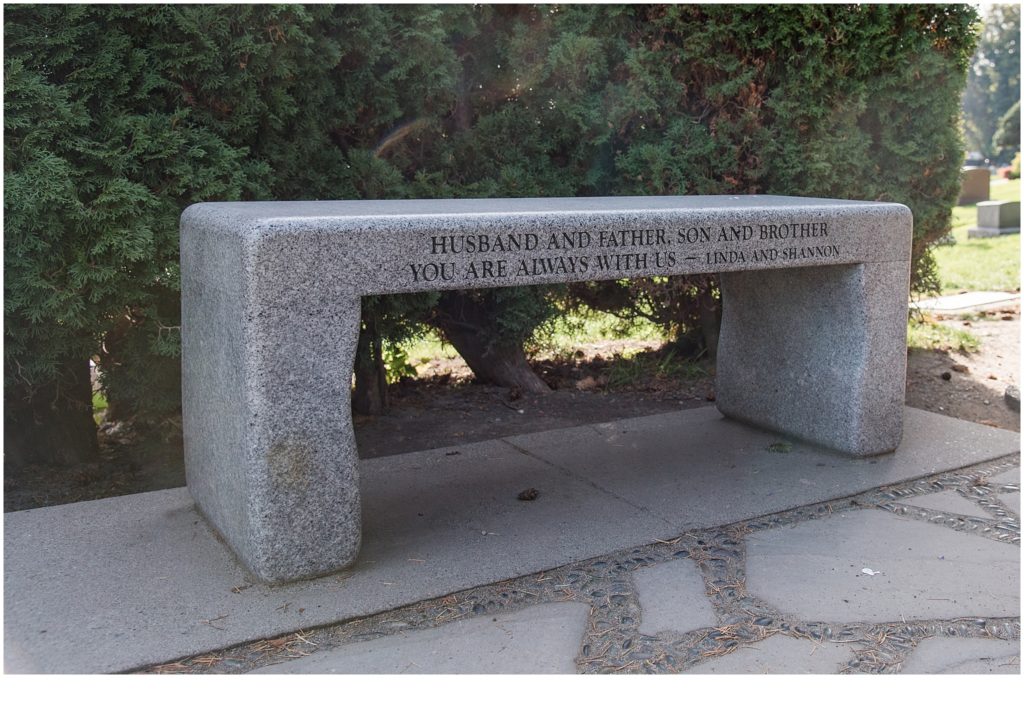 HUSBAND AND FATHER, SON AND BROTHER
YOU ARE ALWAYS WITH US – LINDA AND SHANNON